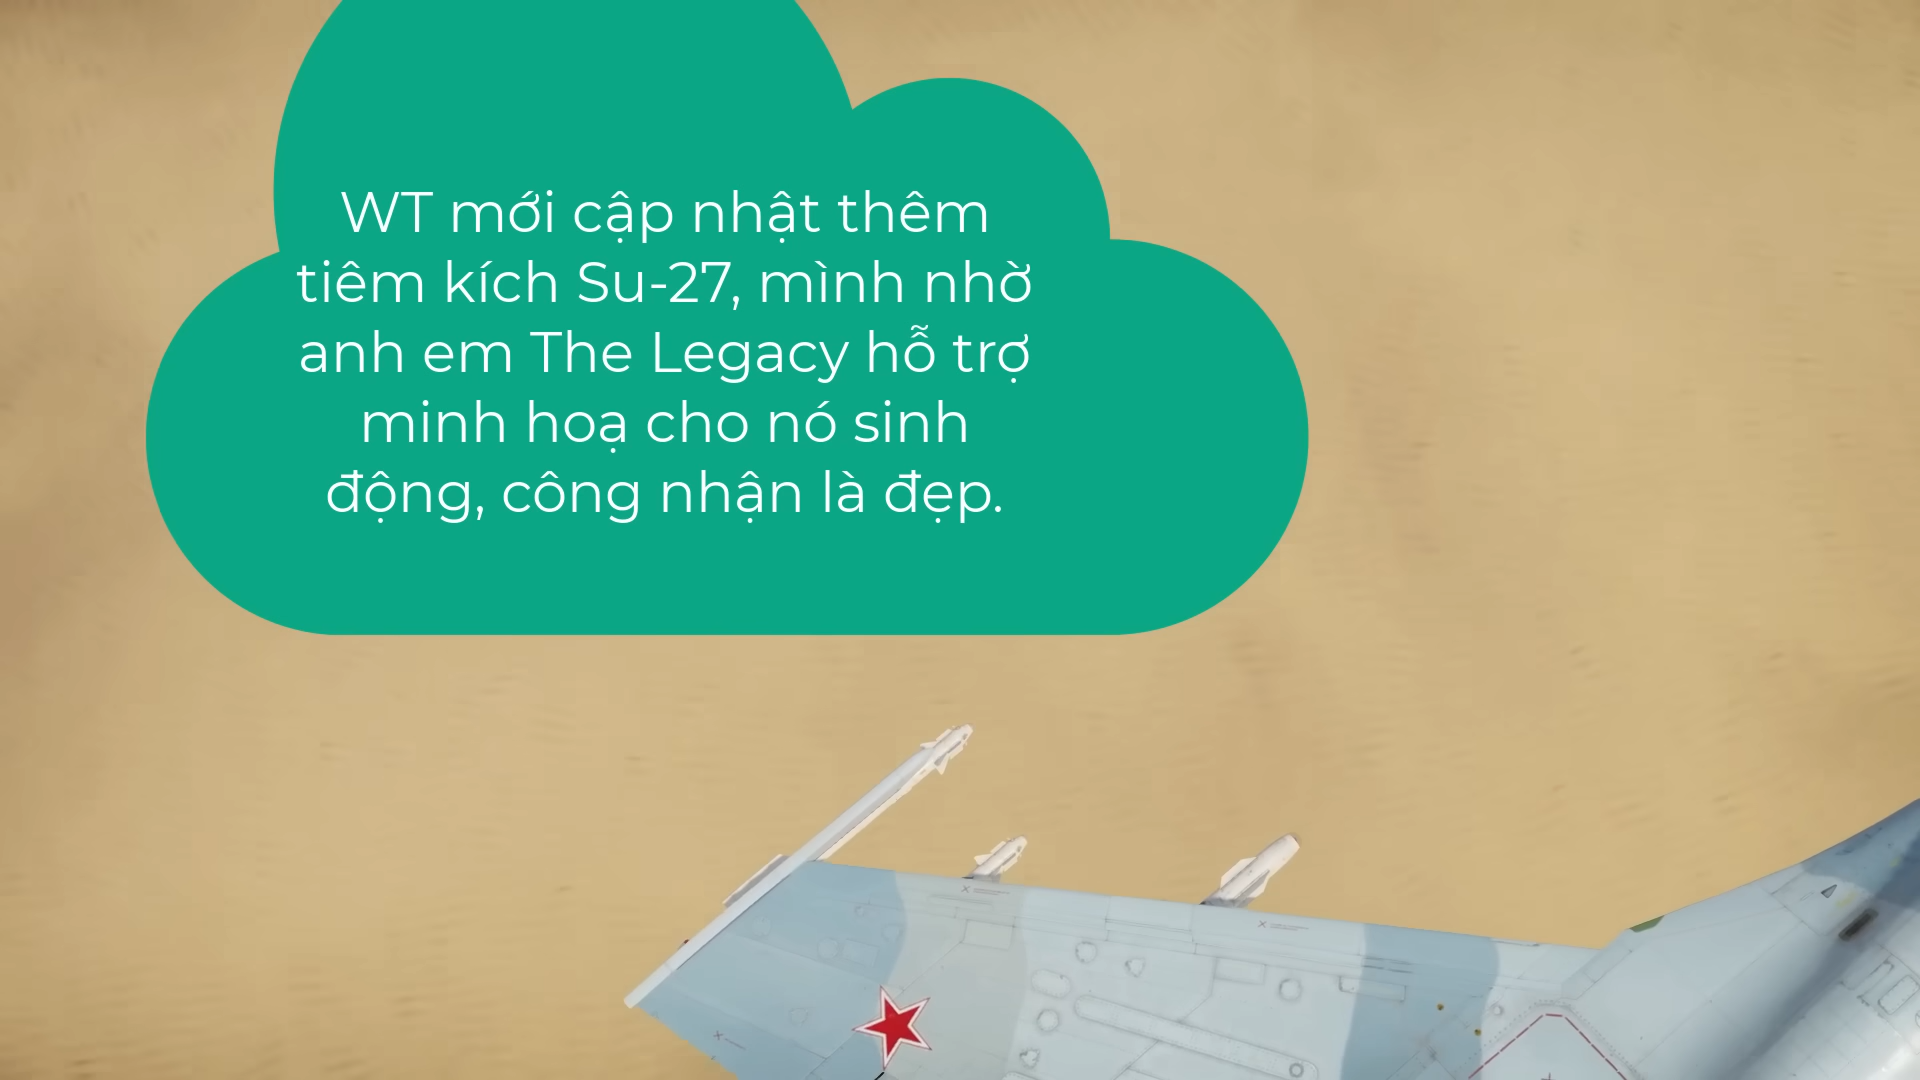 WT mới cập nhật thêm
tiêm kích Su-27, mình nhờ
anh em The Legacy hỗ trợ
minh hoạ cho nó sinh
động, công nhận là đẹp.